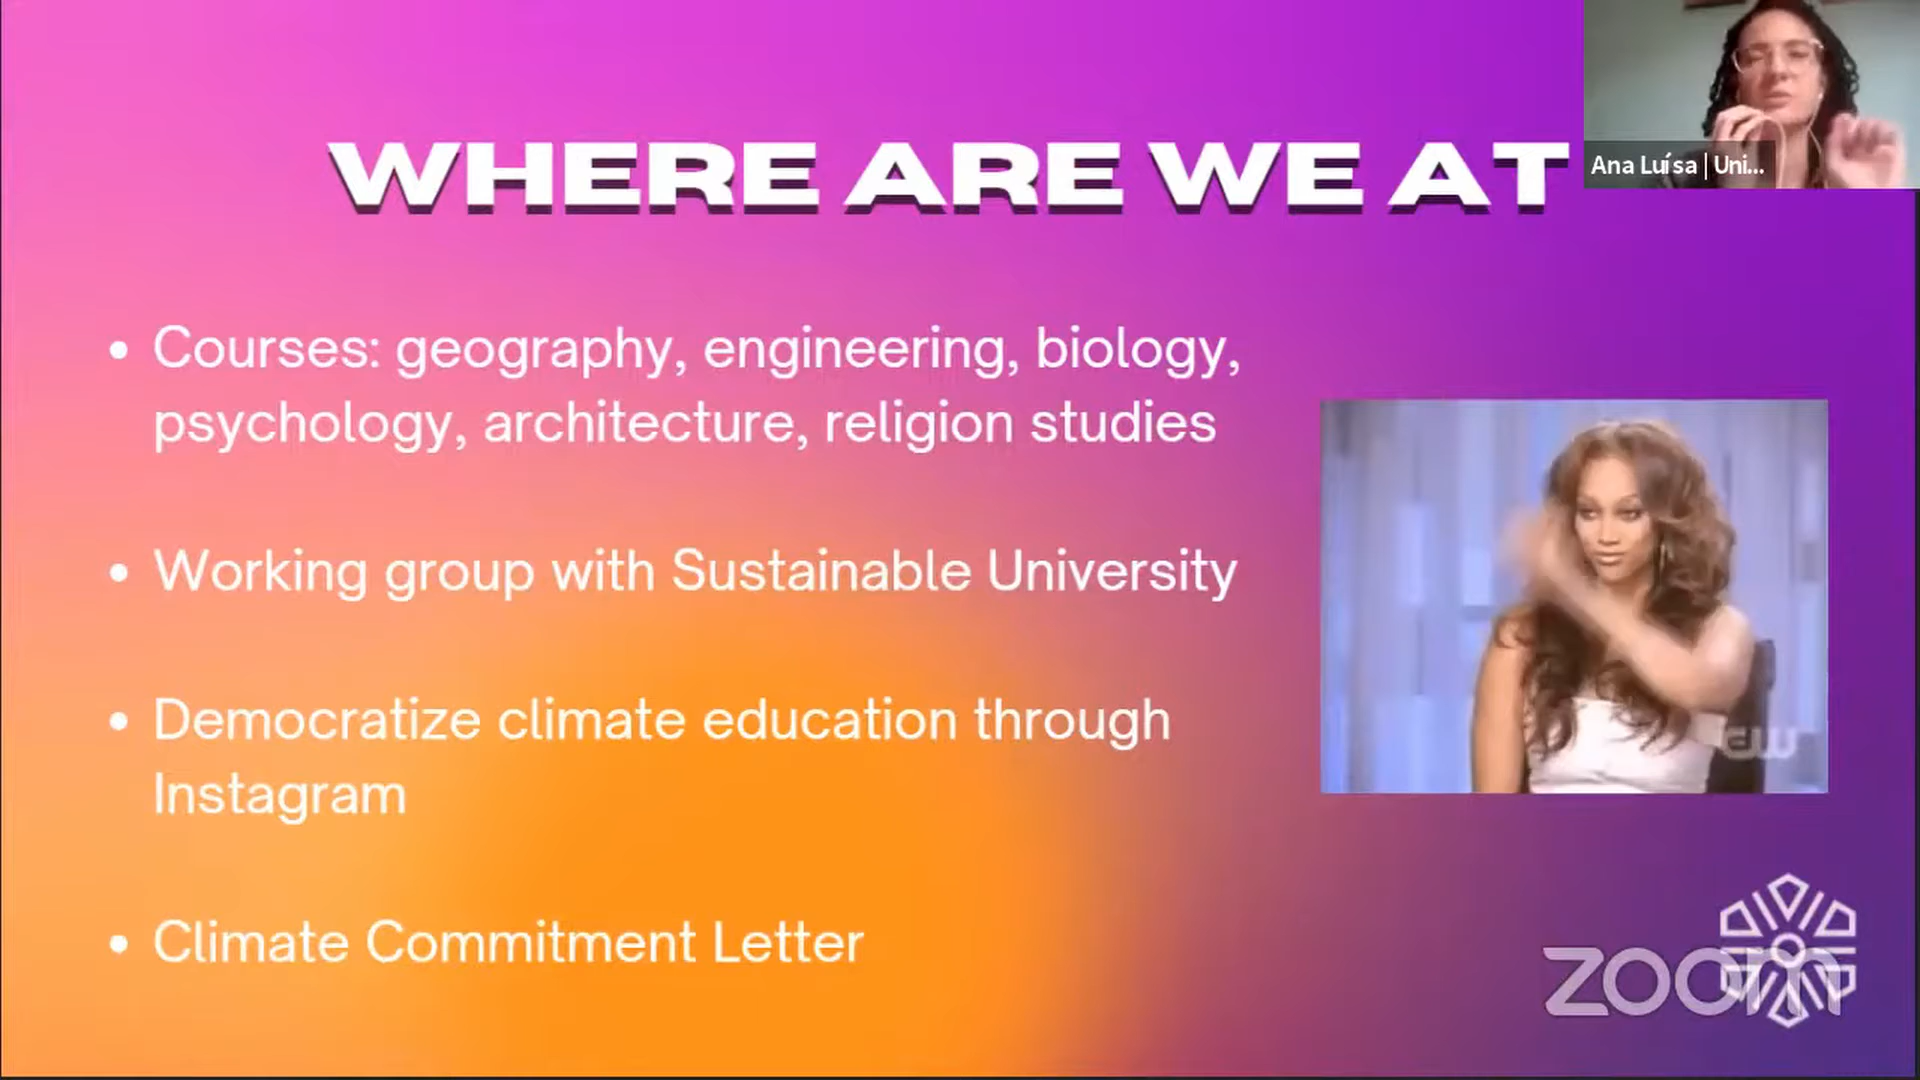 WHERE ARE WE AT
Ana Luísa | Uni...
• Courses: geography, engineering, biology,
psychology, architecture, religion studies
• Working group with Sustainable University
• Democratize climate education through
Instagram
• Climate Commitment Letter
CW
zoom